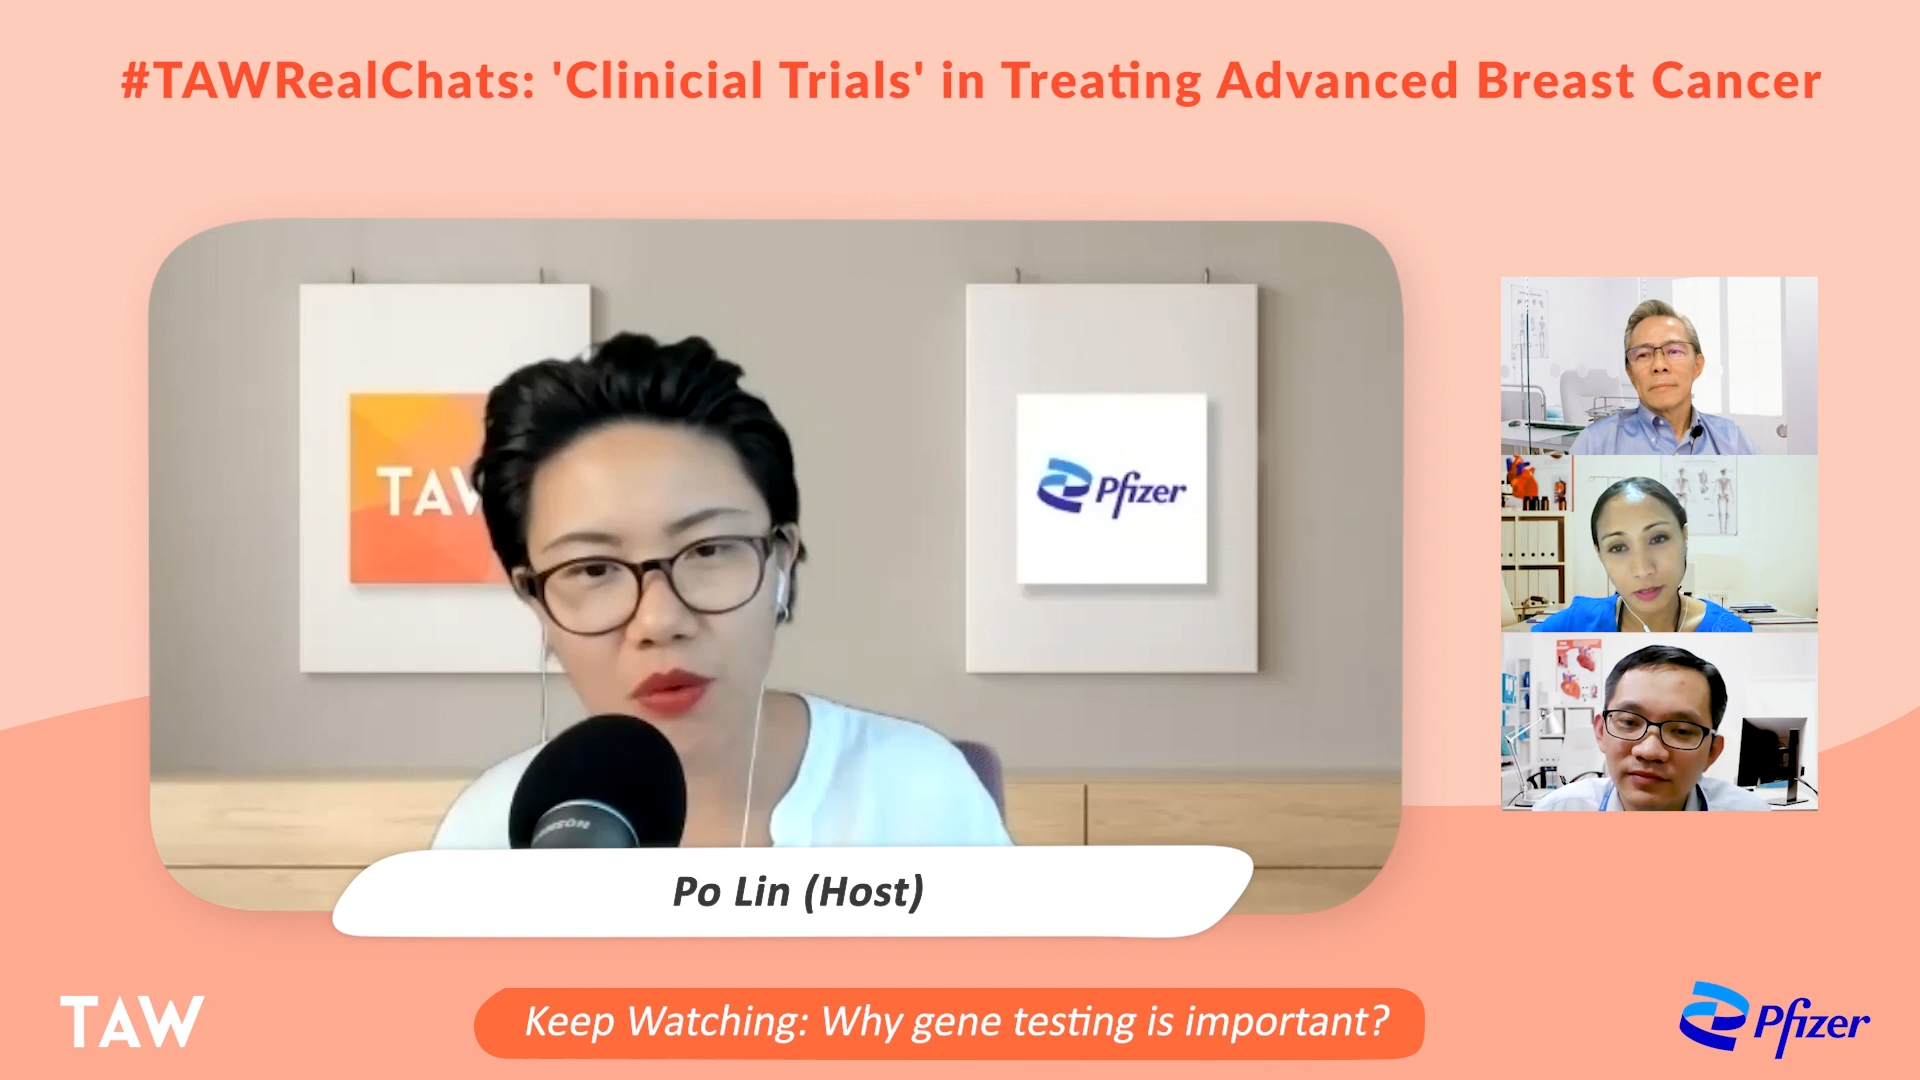 #TAWRealChats: 'Clinicial Trials' in Treating Advanced Breast Cancer
TAW
Pfizer
Po Lin (Host)
TAW
Keep Watching: Why gene testing is important?
Pfizer